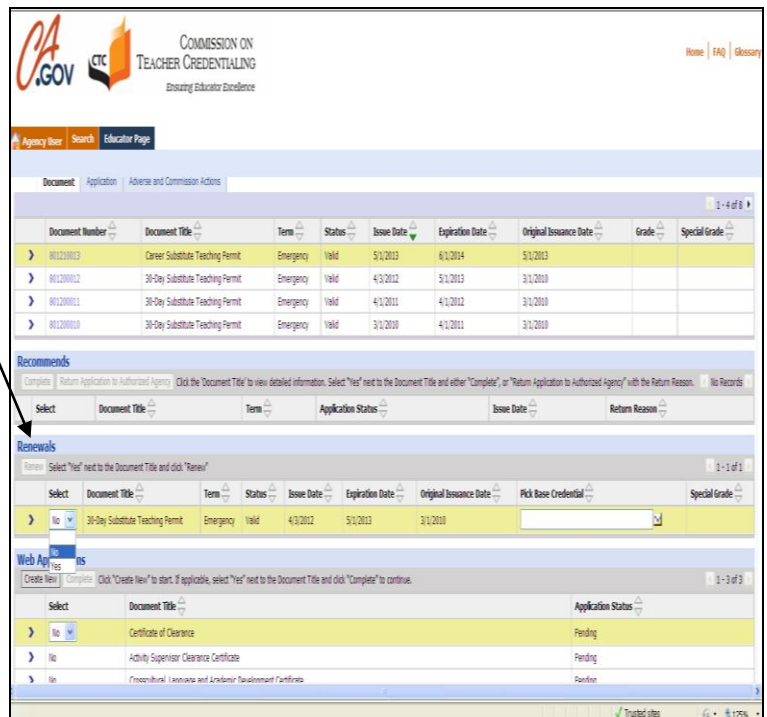 CA.GOV
CTC
COMMISSION ON
TEACHER CREDENTIALING
Ensuring Educator Excellence
Home | FAQ | Glossary
Agency User Search Educator Page
Document Application Adverse and Commission Actions
1 - 4 of 8
Document Number Document Title Term Status Issue Date Expiration Date Original Issuance Date Grade Special Grade
801210013 Career Substitute Teaching Permit Emergency Valid 5/1/2013 6/1/2014 5/1/2013
801200012 30-Day Substitute Teaching Permit Emergency Valid 4/3/2012 5/1/2013 3/1/2010
801200011 30-Day Substitute Teaching Permit Emergency Valid 4/1/2011 4/1/2012 3/1/2010
801200010 30-Day Substitute Teaching Permit Emergency Valid 3/1/2010 4/1/2011 3/1/2010
Recommends
Complete Return Application to Authorized Agency Click the 'Document Title' to view detailed information. Select "Yes" next to the Document Title and either "Complete", or "Return Application to Authorized Agency" with the Return Reason. No Records
Select Document Title Term Application Status Issue Date Return Reason
Renewals
Renew Select "Yes" next to the Document Title and click "Renew" 1 - 1 of 1
Select Document Title Term Status Issue Date Expiration Date Original Issuance Date Pick Base Credential Special Grade
No 30-Day Substitute Teaching Permit Emergency Valid 4/3/2012 5/1/2013 3/1/2010
No
Yes
Web Ap ns
Create New Complete Click "Create New" to start. If applicable, select "Yes" next to the Document Title and click "Complete" to continue. 1 - 3 of 3
Select Document Title Application Status
No Certificate of Clearance Pending
No Activity Supervisor Clearance Certificate Pending
No Crosscultural, Language and Academic Development Certificate Pending
Trusted sites 125%